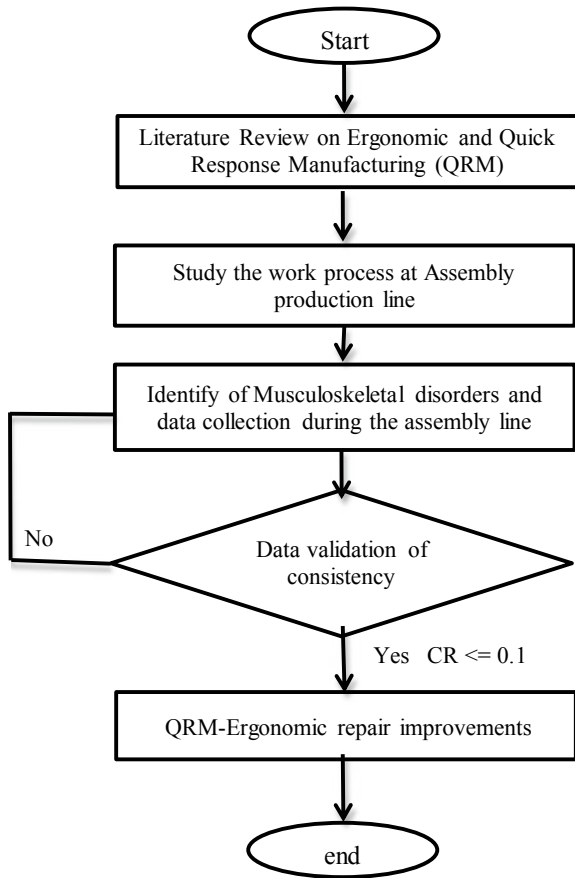 Start
Literature Review on Ergonomic and Quick
Response Manufacturing (QRM)
Study the work process at Assembly
production line
Identify of Musculoskeletal disorders and
data collection during the assembly line
No
Data validation of
consistency
Yes CR <= 0.1
QRM-Ergonomic repair improvements
end